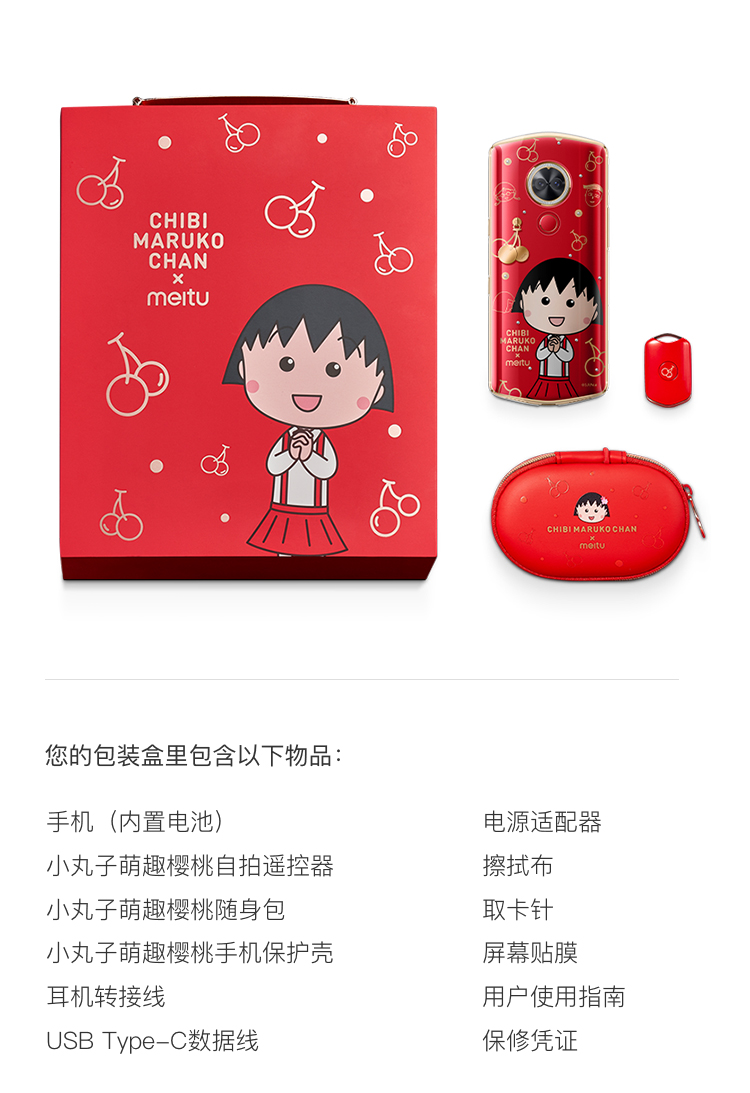 CHIBI
MARUKO
CHAN
×
meitu
CHIBI
MARUKO
CHAN
×
meitu
CHIBI MARUKO CHAN
×
meitu
您的包装盒里包含以下物品：
手机（内置电池）
小丸子萌趣樱桃自拍遥控器
小丸子萌趣樱桃随身包
小丸子萌趣樱桃手机保护壳
耳机转接线
USB Type-C数据线
电源适配器
擦拭布
取卡针
屏幕贴膜
用户使用指南
保修凭证